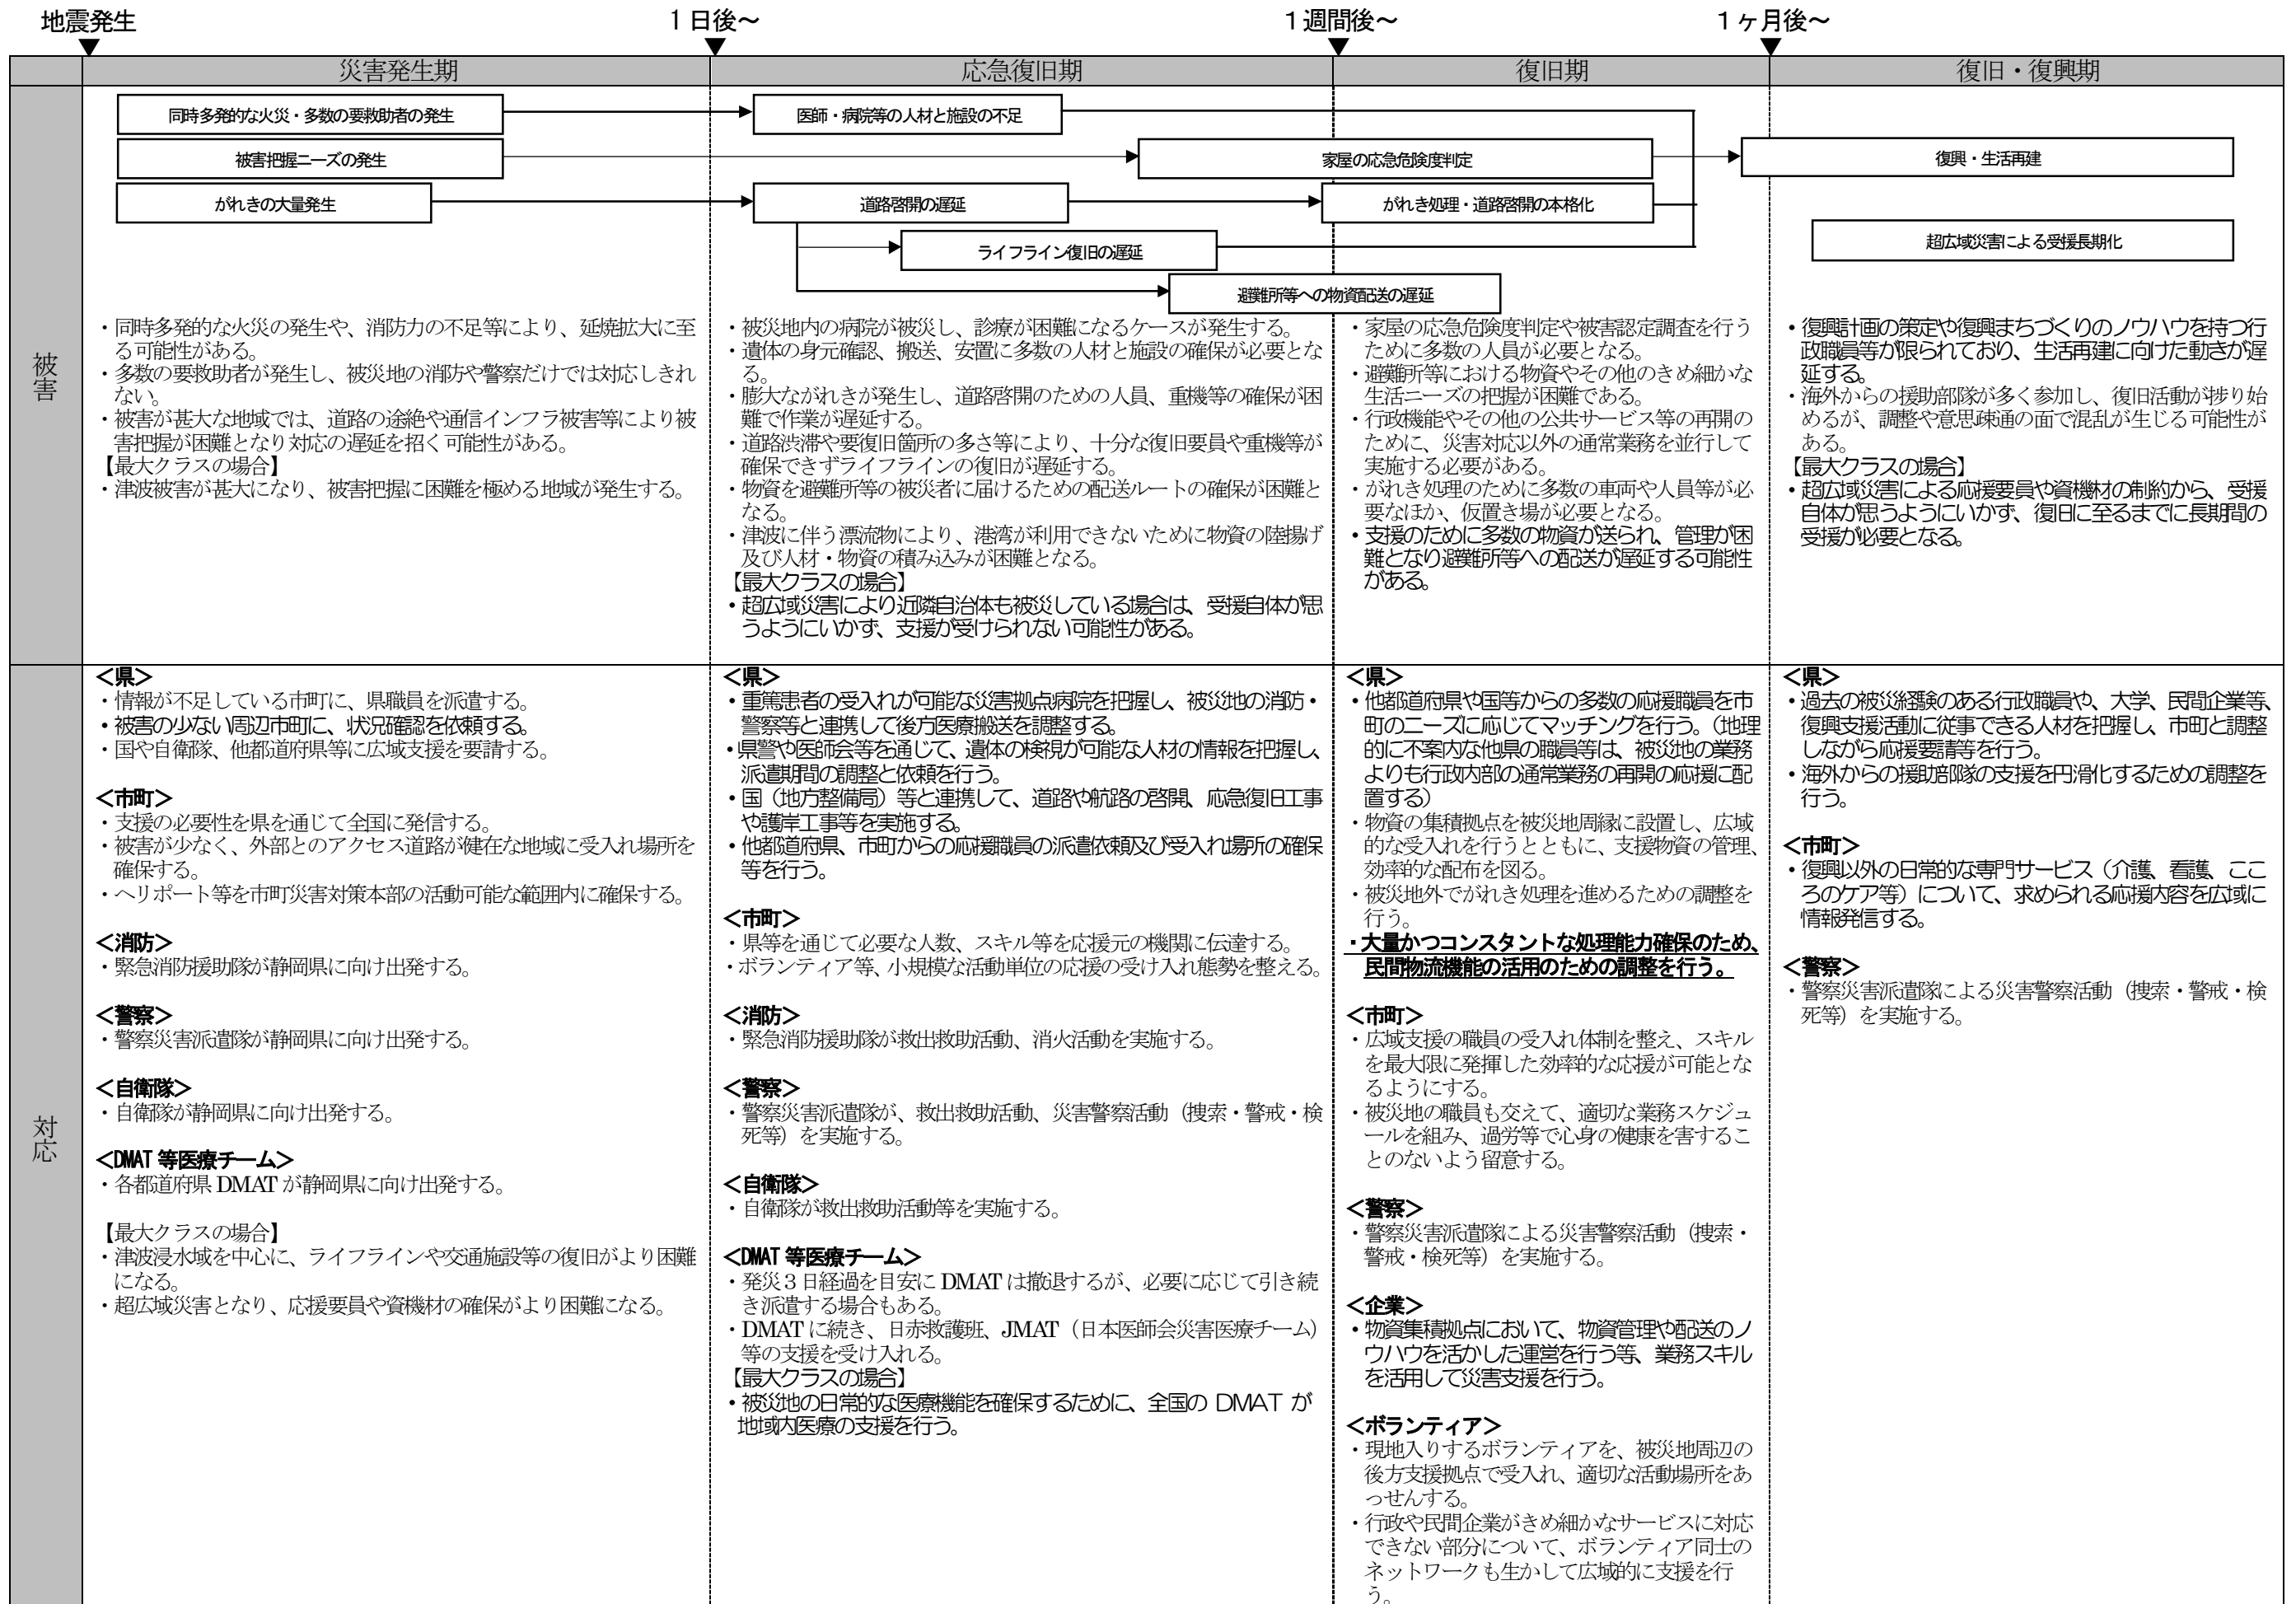 地震発生
１日後～
１週間後～
１ヶ月後～
災害発生期
応急復旧期
復旧期
復旧・復興期
被害
同時多発的な火災・多数の要救助者の発生
医師・病院等の人材と施設の不足
被害把握ニーズの発生
家屋の応急危険度判定
復興・生活再建
がれきの大量発生
道路啓開の遅延
がれき処理・道路啓開の本格化
ライフライン復旧の遅延
超広域災害による受援長期化
避難所等への物資配送の遅延
・同時多発的な火災の発生や、消防力の不足等により、延焼拡大に至
る可能性がある。
・多数の要救助者が発生し、被災地の消防や警察だけでは対応しきれ
ない。
・被害が甚大な地域では、道路の途絶や通信インフラ被害等により被
害把握が困難となり対応の遅延を招く可能性がある。
【最大クラスの場合】
・津波被害が甚大になり、被害把握に困難を極める地域が発生する。
・被災地内の病院が被災し、診療が困難になるケースが発生する。
・遺体の身元確認、搬送、安置に多数の人材と施設の確保が必要とな
る。
・膨大ながれきが発生し、道路啓開のための人員、重機等の確保が困
難で作業が遅延する。
・道路渋滞や要復旧箇所の多さ等により、十分な復旧要員や重機等が
確保できずライフラインの復旧が遅延する。
・物資を避難所等の被災者に届けるための配送ルートの確保が困難と
なる。
・津波に伴う漂流物により、港湾が利用できないために物資の陸揚げ
及び人材・物資の積み込みが困難となる。
【最大クラスの場合】
・超広域災害により近隣自治体も被災している場合は、受援自体が思
うようにいかず、支援が受けられない可能性がある。
・家屋の応急危険度判定や被害認定調査を行う
ために多数の人員が必要となる。
・避難所等における物資やその他のきめ細かな
生活ニーズの把握が困難である。
・行政機能やその他の公共サービス等の再開の
ために、災害対応以外の通常業務を並行して
実施する必要がある。
・がれき処理のために多数の車両や人員等が必
要なほか、仮置き場が必要となる。
・支援のために多数の物資が送られ、管理が困
難となり避難所等への配送が遅延する可能性
がある。
・復興計画の策定や復興まちづくりのノウハウを持つ行
政職員等が限られており、生活再建に向けた動きが遅
延する。
・海外からの援助部隊が多く参加し、復旧活動が捗り始
めるが、調整や意思疎通の面で混乱が生じる可能性が
ある。
【最大クラスの場合】
・超広域災害による応援要員や資機材の制約から、受援
自体が思うようにいかず、復旧に至るまでに長期間の
受援が必要となる。
対応
＜県＞
・情報が不足している市町に、県職員を派遣する。
・被害の少ない周辺市町に、状況確認を依頼する。
・国や自衛隊、他都道府県等に広域支援を要請する。
＜市町＞
・支援の必要性を県を通じて全国に発信する。
・被害が少なく、外部とのアクセス道路が健在な地域に受入れ場所を
確保する。
・ヘリポート等を市町災害対策本部の活動可能な範囲内に確保する。
＜消防＞
・緊急消防援助隊が静岡県に向け出発する。
＜警察＞
・警察災害派遣隊が静岡県に向け出発する。
＜自衛隊＞
・自衛隊が静岡県に向け出発する。
＜DMAT 等医療チーム＞
・各都道府県 DMAT が静岡県に向け出発する。
【最大クラスの場合】
・津波浸水域を中心に、ライフラインや交通施設等の復旧がより困難
になる。
・超広域災害となり、応援要員や資機材の確保がより困難になる。
＜県＞
・重篤患者の受入れが可能な災害拠点病院を把握し、被災地の消防・
警察等と連携して後方医療搬送を調整する。
・県警や医師会等を通じて、遺体の検視が可能な人材の情報を把握し、
派遣期間の調整と依頼を行う。
・国（地方整備局）等と連携して、道路や航路の啓開、応急復旧工事
や護岸工事等を実施する。
・他都道府県、市町からの応援職員の派遣依頼及び受入れ場所の確保
等を行う。
＜市町＞
・県等を通じて必要な人数、スキル等を応援元の機関に伝達する。
・ボランティア等、小規模な活動単位の応援の受け入れ態勢を整える。
＜消防＞
・緊急消防援助隊が救出救助活動、消火活動を実施する。
＜警察＞
・警察災害派遣隊が、救出救助活動、災害警察活動（捜索・警戒・検
死等）を実施する。
＜自衛隊＞
・自衛隊が救出救助活動等を実施する。
＜DMAT 等医療チーム＞
・発災３日経過を目安に DMAT は撤退するが、必要に応じて引き続
き派遣する場合もある。
・DMAT に続き、日赤救護班、JMAT（日本医師会災害医療チーム）
等の支援を受け入れる。
【最大クラスの場合】
・被災地の日常的な医療機能を確保するために、全国の DMAT が
地域内医療の支援を行う。
＜県＞
・他都道府県や国等からの多数の応援職員を市
町のニーズに応じてマッチングを行う。（地理
的に不案内な他県の職員等は、被災地の業務
よりも行政内部の通常業務の再開の応援に配
置する）
・物資の集積拠点を被災地周縁に設置し、広域
的な受入れを行うとともに、支援物資の管理、
効率的な配布を図る。
・被災地外でがれき処理を進めるための調整を
行う。
・大量かつコンスタントな処理能力確保のため、
民間物流機能の活用のための調整を行う。
＜市町＞
・広域支援の職員の受入れ体制を整え、スキル
を最大限に発揮した効率的な応援が可能とな
るようにする。
・被災地の職員も交えて、適切な業務スケジュ
ールを組み、過労等で心身の健康を害するこ
とのないよう留意する。
＜警察＞
・警察災害派遣隊による災害警察活動（捜索・
警戒・検死等）を実施する。
＜企業＞
・物資集積拠点において、物資管理や配送のノ
ウハウを活かした運営を行う等、業務スキル
を活用して災害支援を行う。
＜ボランティア＞
・現地入りするボランティアを、被災地周辺の
後方支援拠点で受入れ、適切な活動場所をあ
っせんする。
・行政や民間企業がきめ細かなサービスに対応
できない部分について、ボランティア同士の
ネットワークも生かして広域的に支援を行
う。
＜県＞
・過去の被災経験のある行政職員や、大学、民間企業等、
復興支援活動に従事できる人材を把握し、市町と調整
しながら応援要請等を行う。
・海外からの援助部隊の支援を円滑化するための調整を
行う。
＜市町＞
・復興以外の日常的な専門サービス（介護、看護、ここ
ろのケア等）について、求められる応援内容を広域に
情報発信する。
＜警察＞
・警察災害派遣隊による災害警察活動（捜索・警戒・検
死等）を実施する。